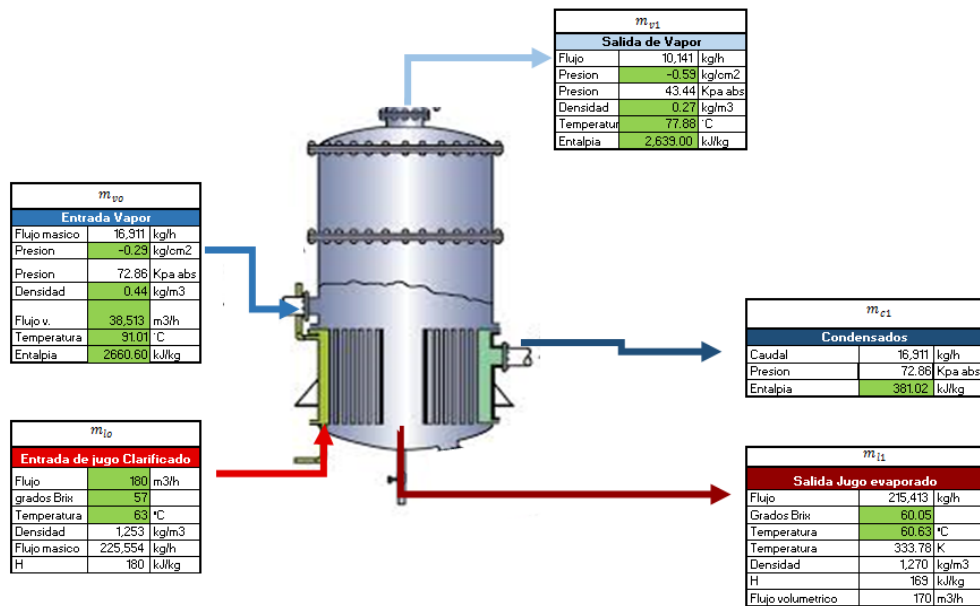 m_v1
Salida de Vapor
Flujo 10,141 kg/h
Presion -0.59 kg/cm2
Presion 43.44 Kpa abs
Densidad 0.27 kg/m3
Temperatur 77.88 °C
Entalpia 2,639.00 kJ/kg
m_vo
Entrada Vapor
Flujo masico 16,911 kg/h
Presion -0.29 kg/cm2
Presion 72.86 Kpa abs
Densidad 0.44 kg/m3
Flujo v. 38,513 m3/h
Temperatura 91.01 °C
Entalpia 2660.60 kJ/kg
m_c1
Condensados
Caudal 16,911 kg/h
Presion 72.86 Kpa abs
Entalpia 381.02 kJ/kg
m_lo
Entrada de jugo Clarificado
Flujo 180 m3/h
grados Brix 57
Temperatura 63 °C
Densidad 1,253 kg/m3
Flujo masico 225,554 kg/h
H 180 kJ/kg
m_l1
Salida Jugo evaporado
Flujo 215,413 kg/h
Grados Brix 60.05
Temperatura 60.63 °C
Temperatura 333.78 K
Densidad 1,270 kg/m3
H 169 kJ/kg
Flujo volumetrico 170 m3/h